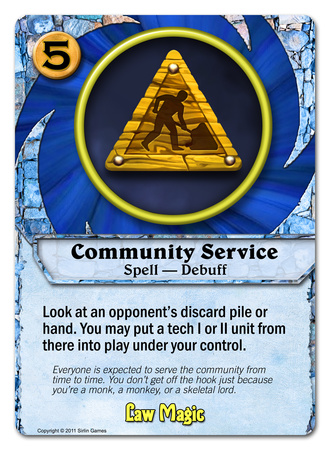 5
Community Service
Spell — Debuff
Look at an opponent's discard pile or
hand. You may put a tech I or II unit from
there into play under your control.
Everyone is expected to serve the community from
time to time. You don't get off the hook just because
you're a monk, a monkey, or a skeletal lord.
Law Magic
Copyright © 2011 Sirlin Games